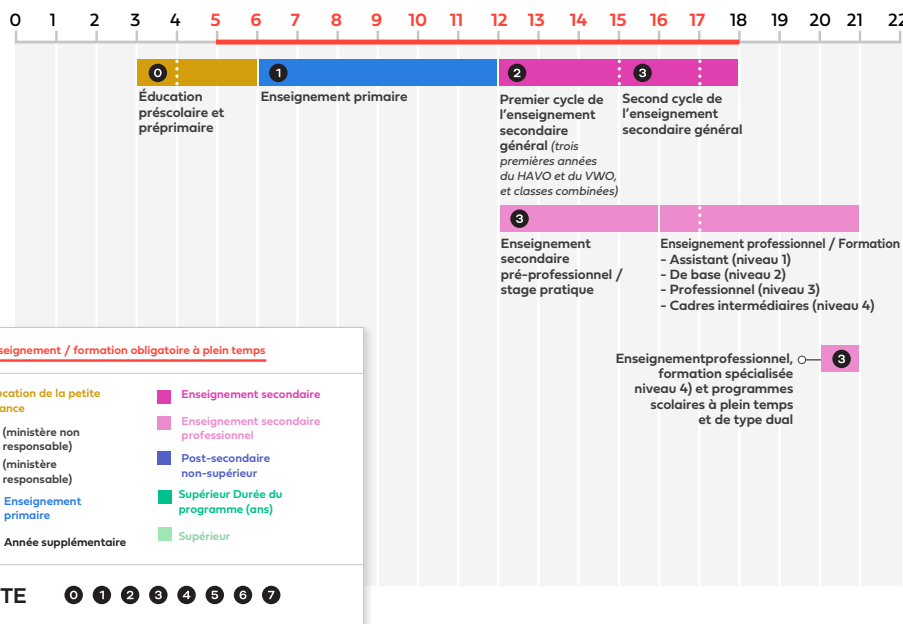 0 1 2 3 4 5 6 7 8 9 10 11 12 13 14 15 16 17 18 19 20 21 22
0 1 2 3
Éducation
préscolaire et
préprimaire
Enseignement primaire
Premier cycle de
l'enseignement
secondaire
général (trois
premières années
du HAVO et du VWO,
et classes combinées)
Second cycle de
l'enseignement
secondaire général
3
Enseignement
secondaire
pré-professionnel /
stage pratique
Enseignement professionnel / Formation
- Assistant (niveau 1)
- De base (niveau 2)
- Professionnel (niveau 3)
- Cadres intermédiaires (niveau 4)
Enseignementprofessionnel,
formation spécialisée
niveau 4) et programmes
scolaires à plein temps
et de type dual
3
seignement / formation obligatoire à plein temps
ucation de la petite
ance
(ministère non
responsable)
(ministère
responsable)
Enseignement
primaire
Année supplémentaire
Enseignement secondaire
Enseignement secondaire
professionnel
Post-secondaire
non-supérieur
Supérieur Durée du
programme (ans)
Supérieur
TE 0 1 2 3 4 5 6 7